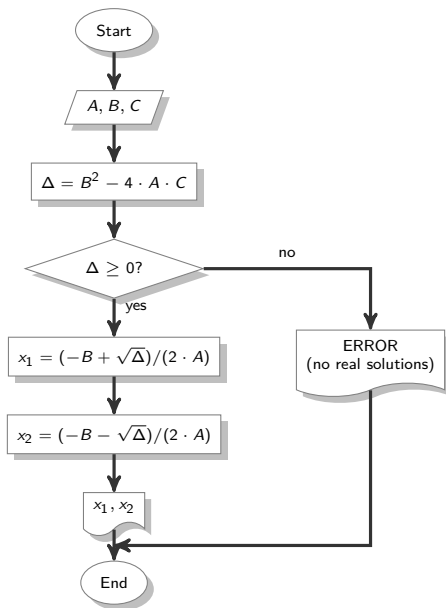 Start
A, B, C
Δ = B² − 4 · A · C
Δ ≥ 0?
no
yes
x₁ = (−B + √Δ)/(2 · A)
ERROR
(no real solutions)
x₂ = (−B − √Δ)/(2 · A)
x₁, x₂
End